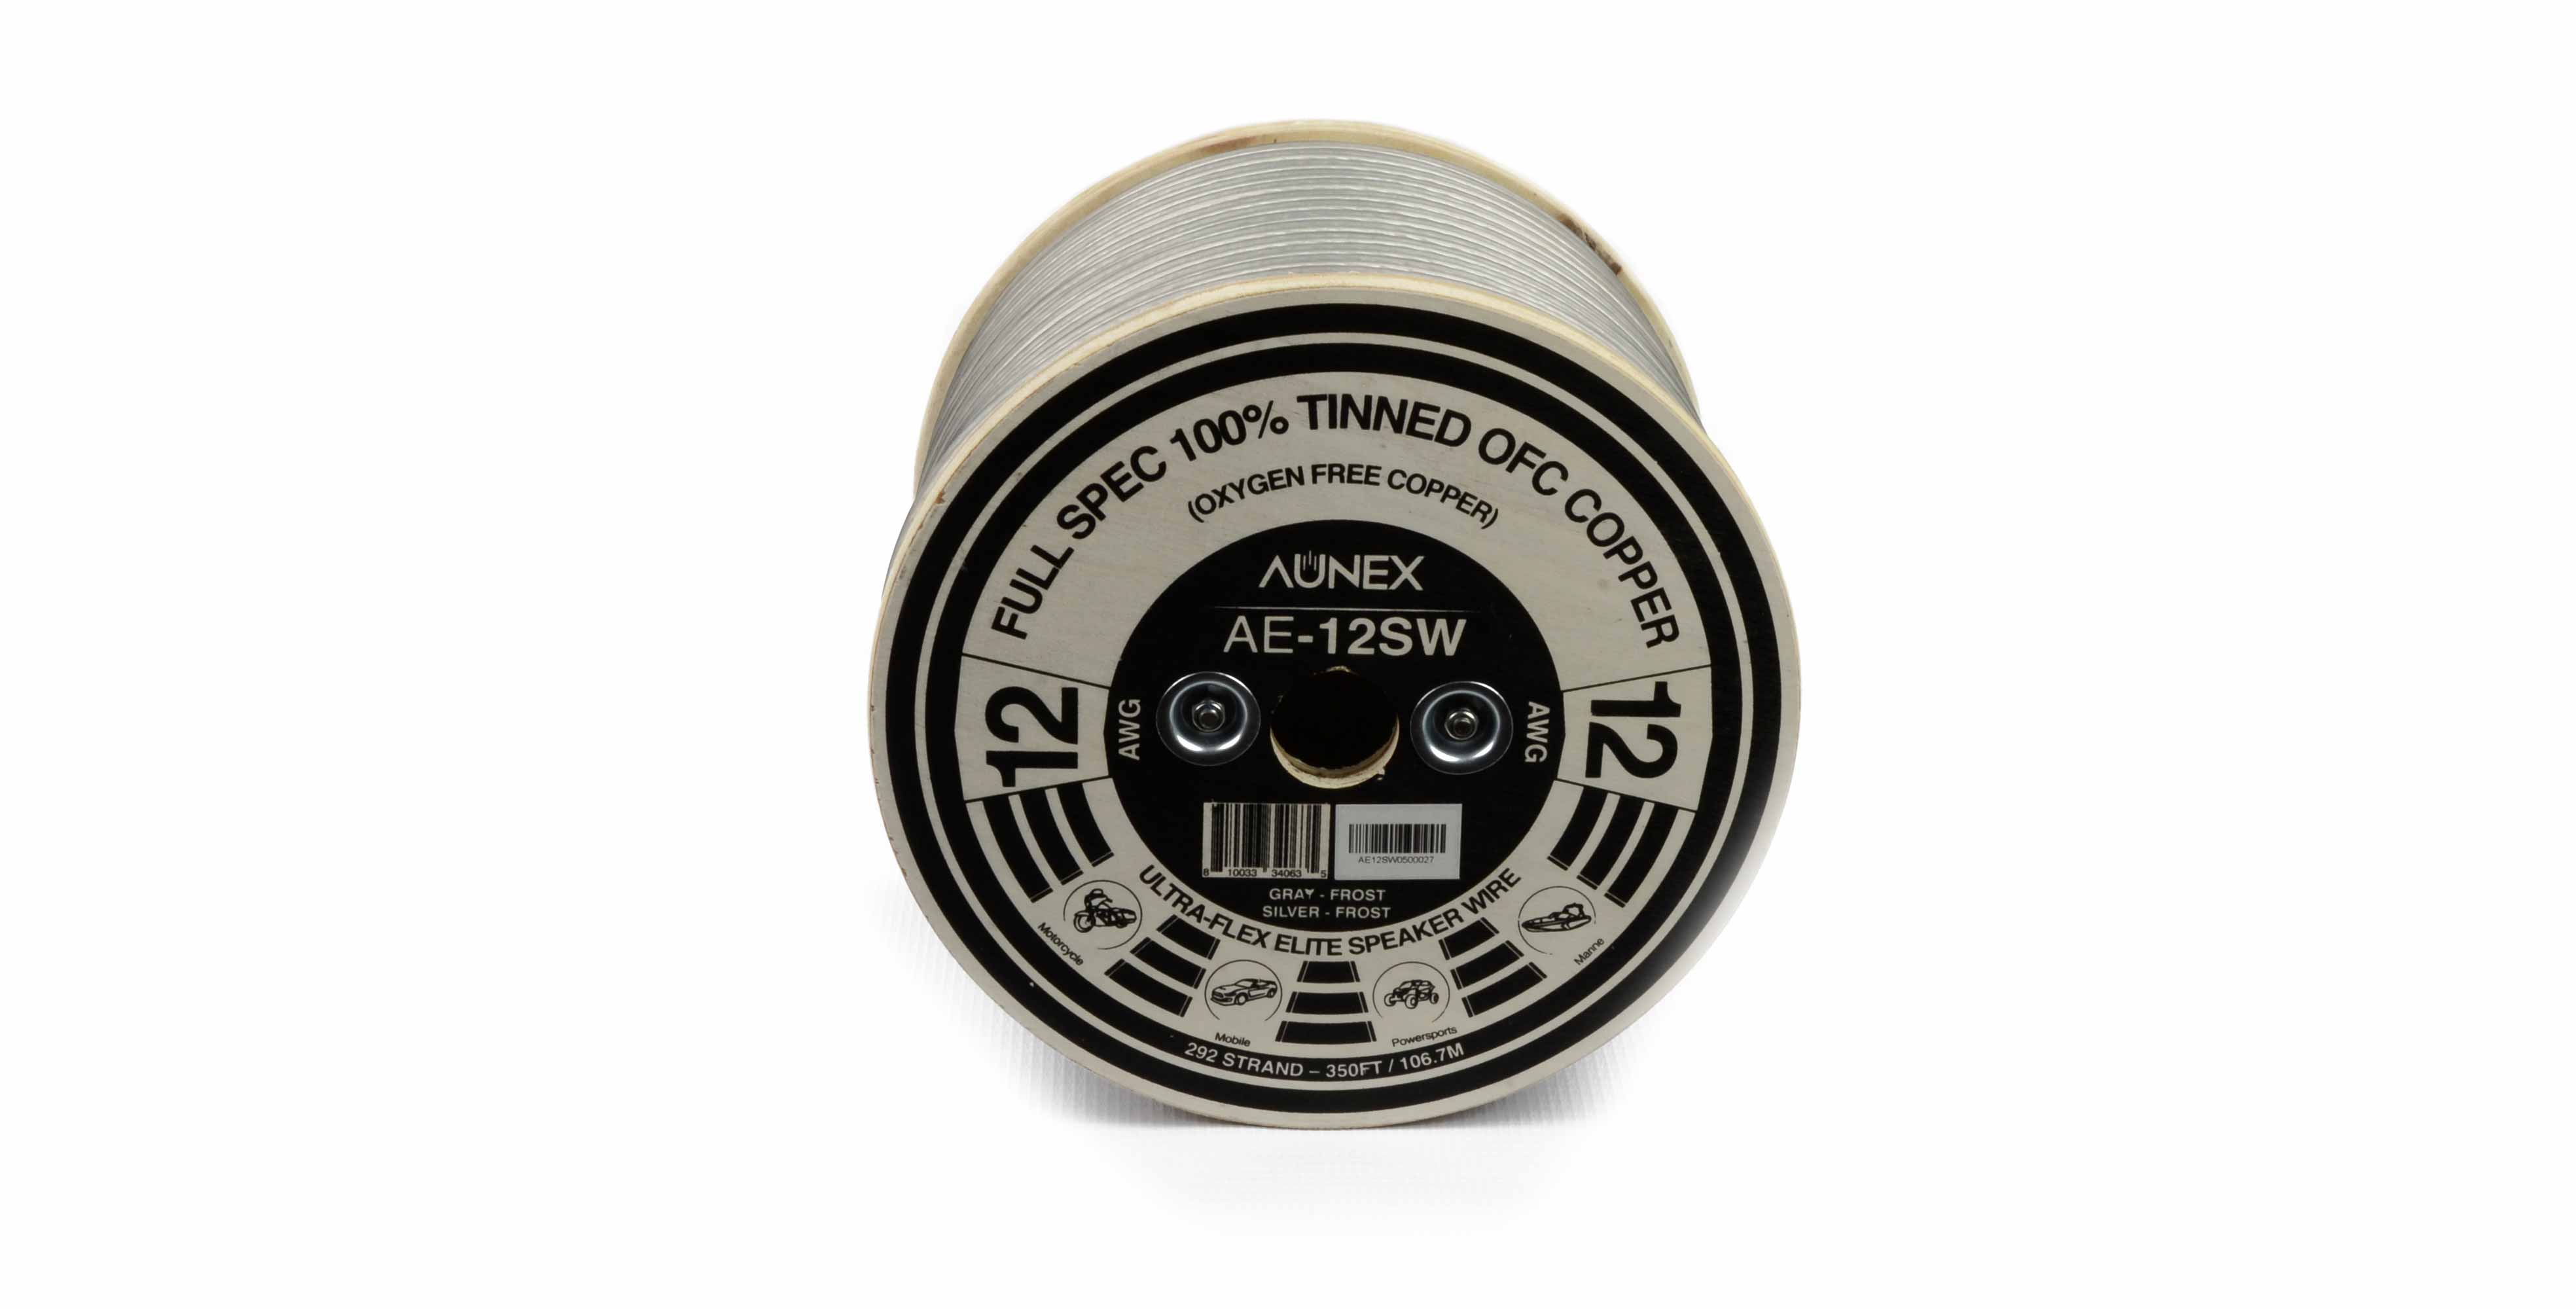 FULL SPEC 100% TINNED OFC COPPER
(OXYGEN FREE COPPER)
AUNEX
AE-12SW
12
AWG
AWG
12
8 10033 34063 5
AE12SW0500027
GRAY - FROST
SILVER - FROST
ULTRA-FLEX ELITE SPEAKER WIRE
Motorcycle
Mobile
Powersports
Marine
292 STRAND – 350FT / 106.7M